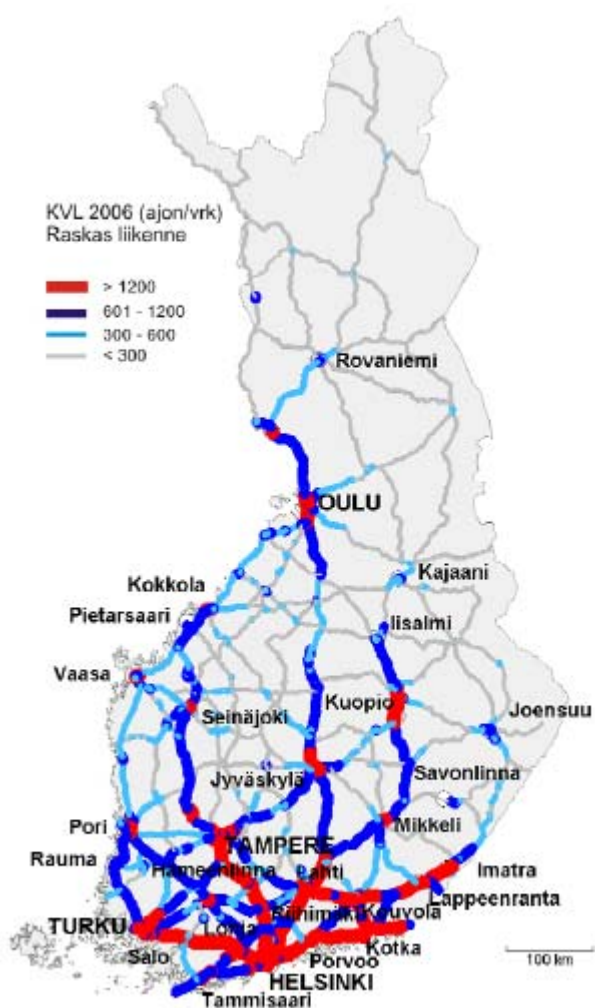 KVL 2006 (ajon/vrk)
Raskas liikenne
> 1200
601 - 1200
300 - 600
< 300
Rovaniemi
OULU
Kajaani
Kokkola
Pietarsaari
Iisalmi
Vaasa
Kuopio
Joensuu
Seinäjoki
Jyväskylä
Savonlinna
Pori
Mikkeli
TAMPERE
Rauma
Hämeenlinna
Lahti
Imatra
Lappeenranta
TURKU
Riihimäki
Kouvola
Salo
Kotka
Porvoo
HELSINKI
Tammisaari
100 km